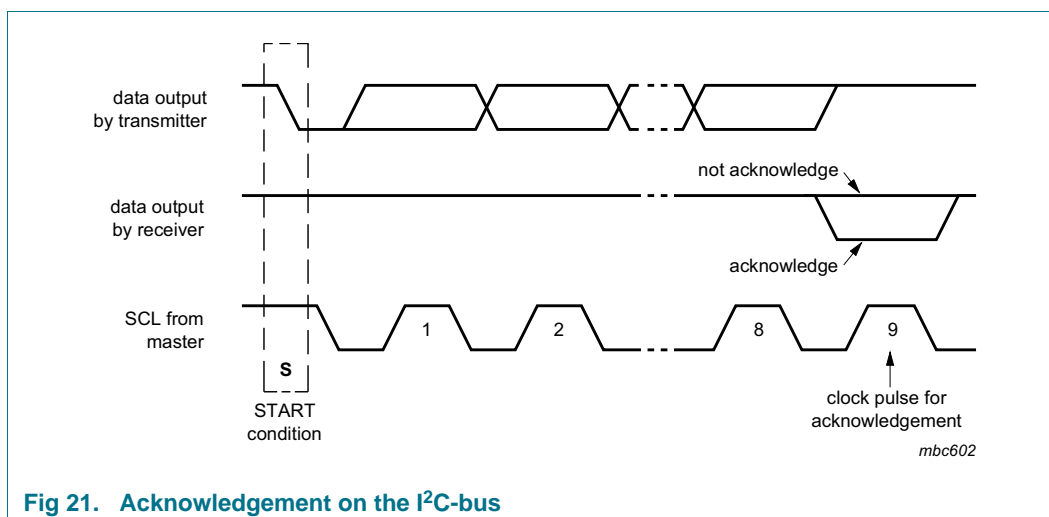 data output
by transmitter
not acknowledge
data output
by receiver
acknowledge
SCL from
master
1
2
8
9
S
START
condition
clock pulse for
acknowledgement
mbc602
Fig 21. Acknowledgement on the I²C-bus